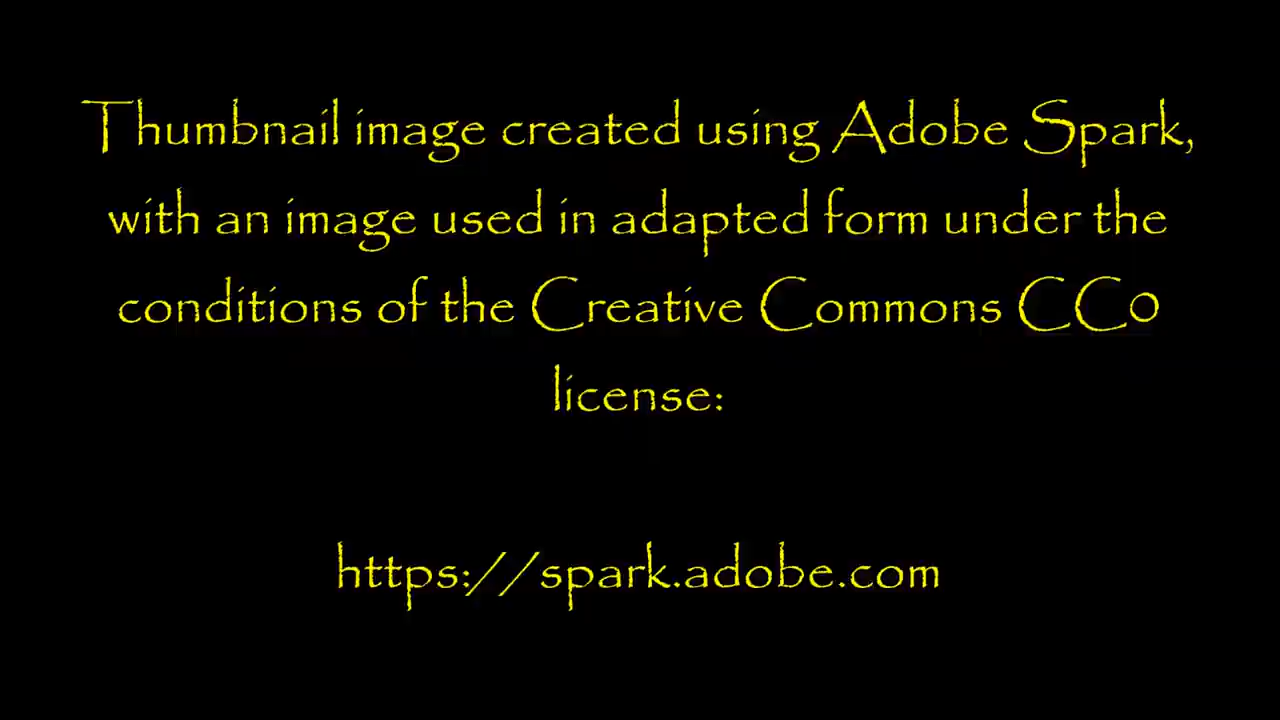 Thumbnail image created using Adobe Spark,
with an image used in adapted form under the
conditions of the Creative Commons CC0
license:
https://spark.adobe.com